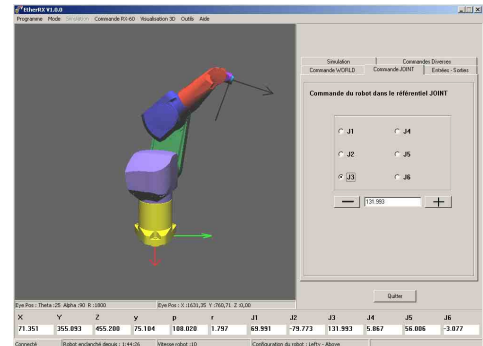 EtherRX V1.0.0
Programme Mode Simulation Commande RX-60 Visualisation 3D Outils Aide
Simulation Commandes Diverses
Commande WORLD Commande JOINT Entrées - Sorties
Commande du robot dans le référentiel JOINT
J1 J4
J2 J5
J3 J6
131.993
Quitter
Eye Pos : Theta :25 Alpha :90 R :1800 Eye Pos : X :1631,35 Y :760,71 Z :0,00
X Y Z y p r J1 J2 J3 J4 J5 J6
71.351 355.093 455.200 75.104 108.020 1.797 69.991 -79.773 131.993 5.867 56.006 -3.077
Connecté Robot enclanché depuis : 1:44:26 Vitesse robot :10 Configuration du robot : Lefty - Above